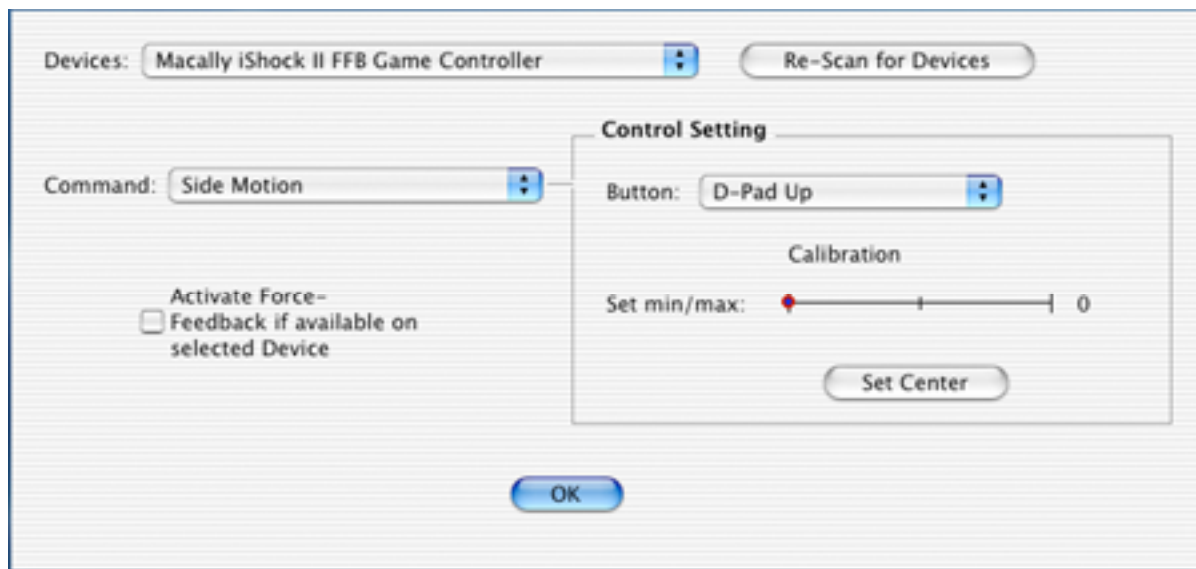 Devices: Macally iShock II FFB Game Controller Re-Scan for Devices
Control Setting
Command: Side Motion
Button: D-Pad Up
Calibration
Activate Force-
Feedback if available on
selected Device
Set min/max: 0
Set Center
OK